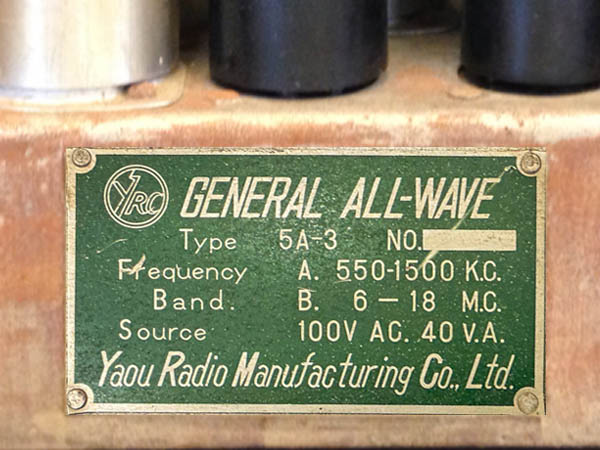 YRC GENERAL ALL-WAVE
Type 5A-3 NO.
Frequency A. 550-1500 K.C.
Band. B. 6-18 M.C.
Source 100V AC. 40 V.A.
Yaou Radio Manufacturing Co., Ltd.